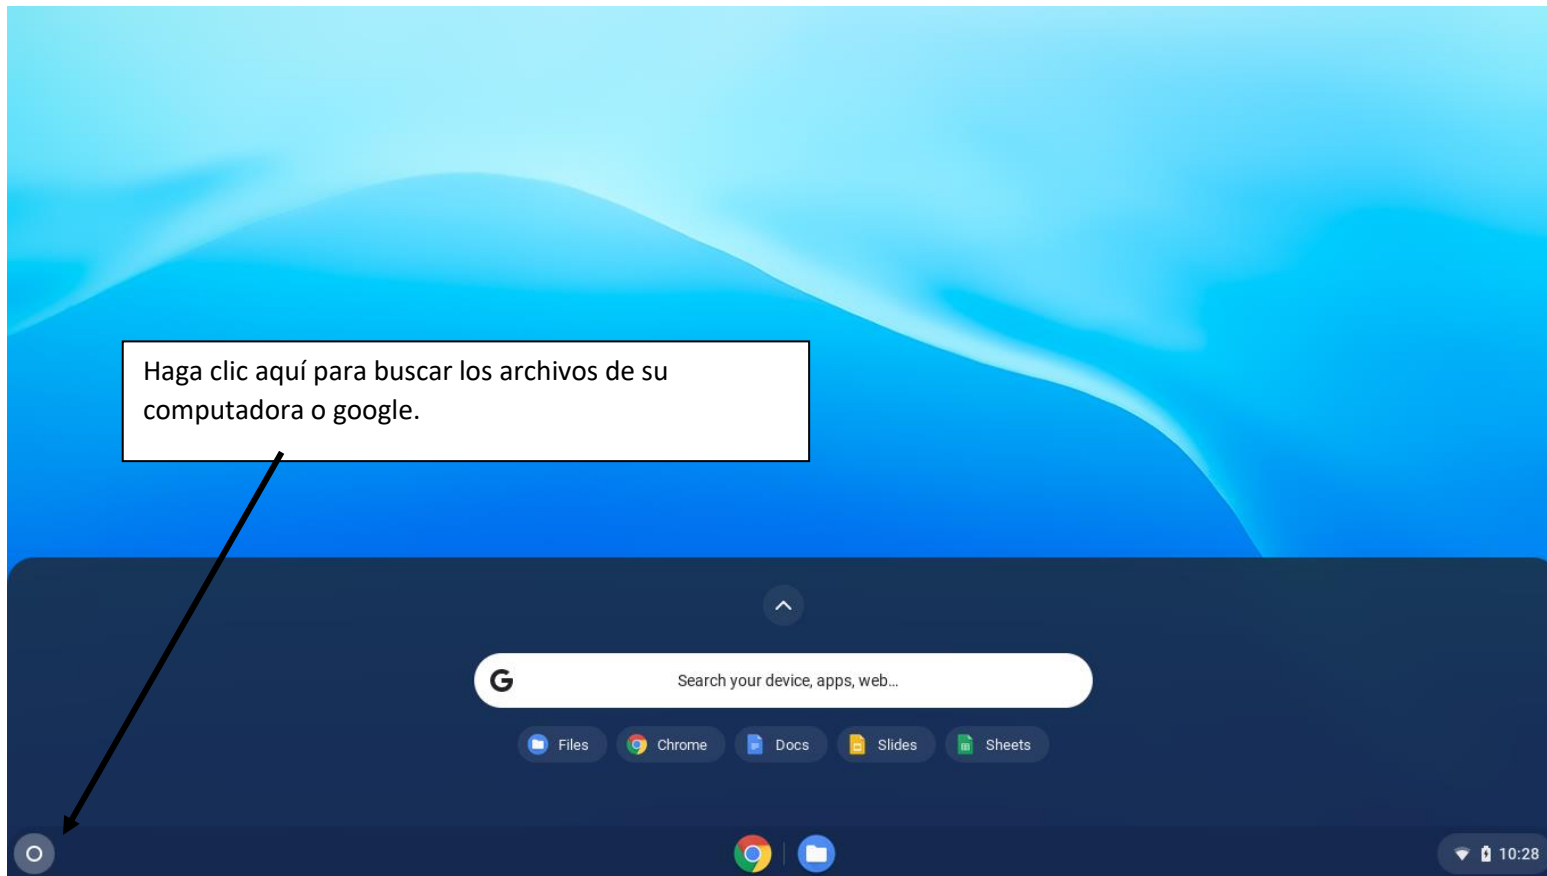 Haga clic aquí para buscar los archivos de su
computadora o google.
G Search your device, apps, web...
Files Chrome Docs Slides Sheets
10:28